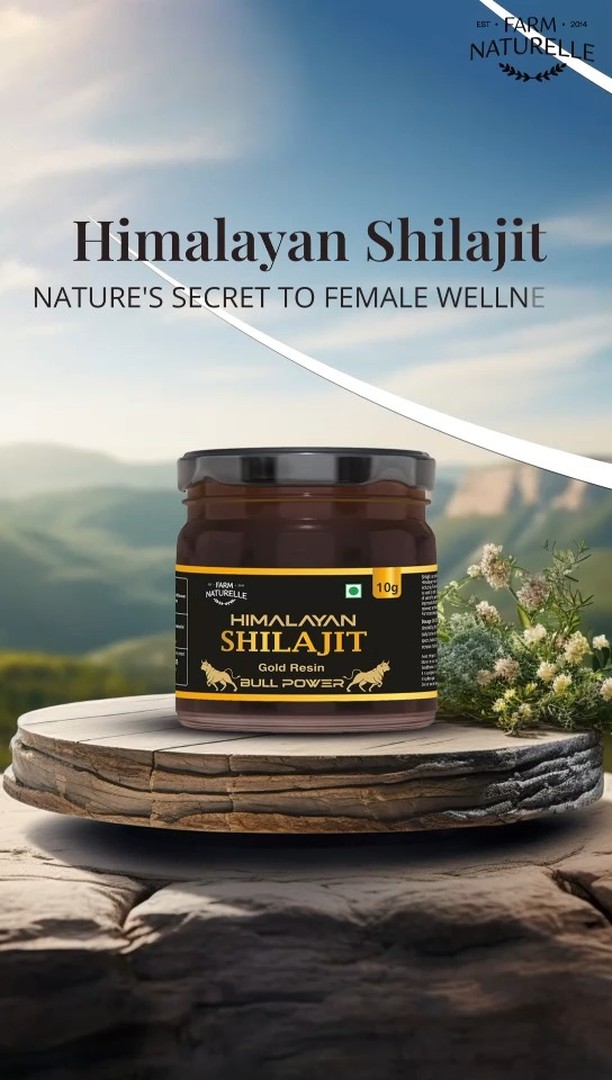 EST • FARM • 2014
NATURELLE
Himalayan Shilajit
NATURE'S SECRET TO FEMALE WELLNE
FARM
NATURELLE
10g
HIMALAYAN
SHILAJIT
Gold Resin
BULL POWER